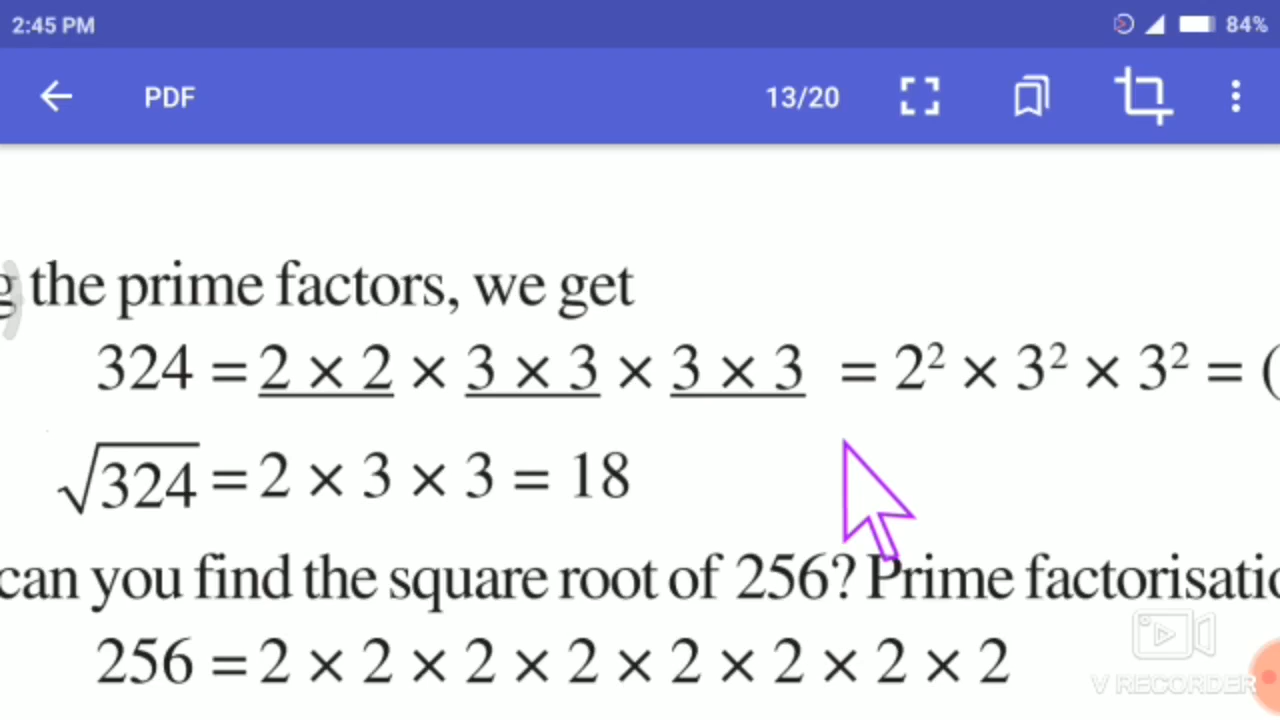 2:45 PM 84%
PDF 13/20
g the prime factors, we get
324 = 2 × 2 × 3 × 3 × 3 × 3 = 2² × 3² × 3² = (
√324 = 2 × 3 × 3 = 18
can you find the square root of 256? Prime factorisatio
256 = 2 × 2 × 2 × 2 × 2 × 2 × 2 × 2
V RECORDER